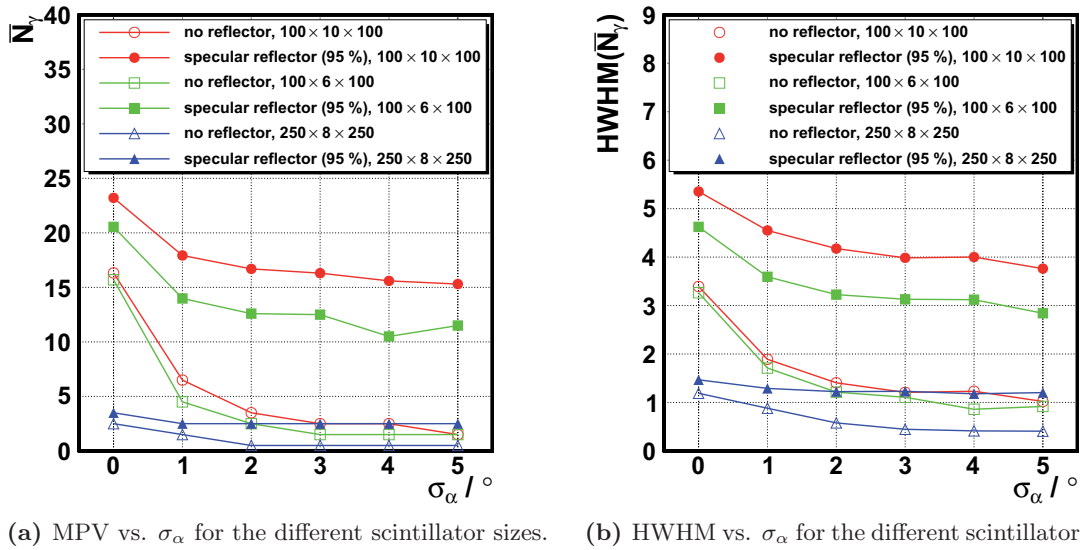 N̅γ
40
35
30
25
20
15
10
5
0
no reflector, 100 × 10 × 100
specular reflector (95 %), 100 × 10 × 100
no reflector, 100 × 6 × 100
specular reflector (95 %), 100 × 6 × 100
no reflector, 250 × 8 × 250
specular reflector (95 %), 250 × 8 × 250
0 1 2 3 4 5
σα / °
(a) MPV vs. σα for the different scintillator sizes.
HWHM(N̅γ)
9
8
7
6
5
4
3
2
1
0
no reflector, 100 × 10 × 100
specular reflector (95 %), 100 × 10 × 100
no reflector, 100 × 6 × 100
specular reflector (95 %), 100 × 6 × 100
no reflector, 250 × 8 × 250
specular reflector (95 %), 250 × 8 × 250
0 1 2 3 4 5
σα / °
(b) HWHM vs. σα for the different scintillator